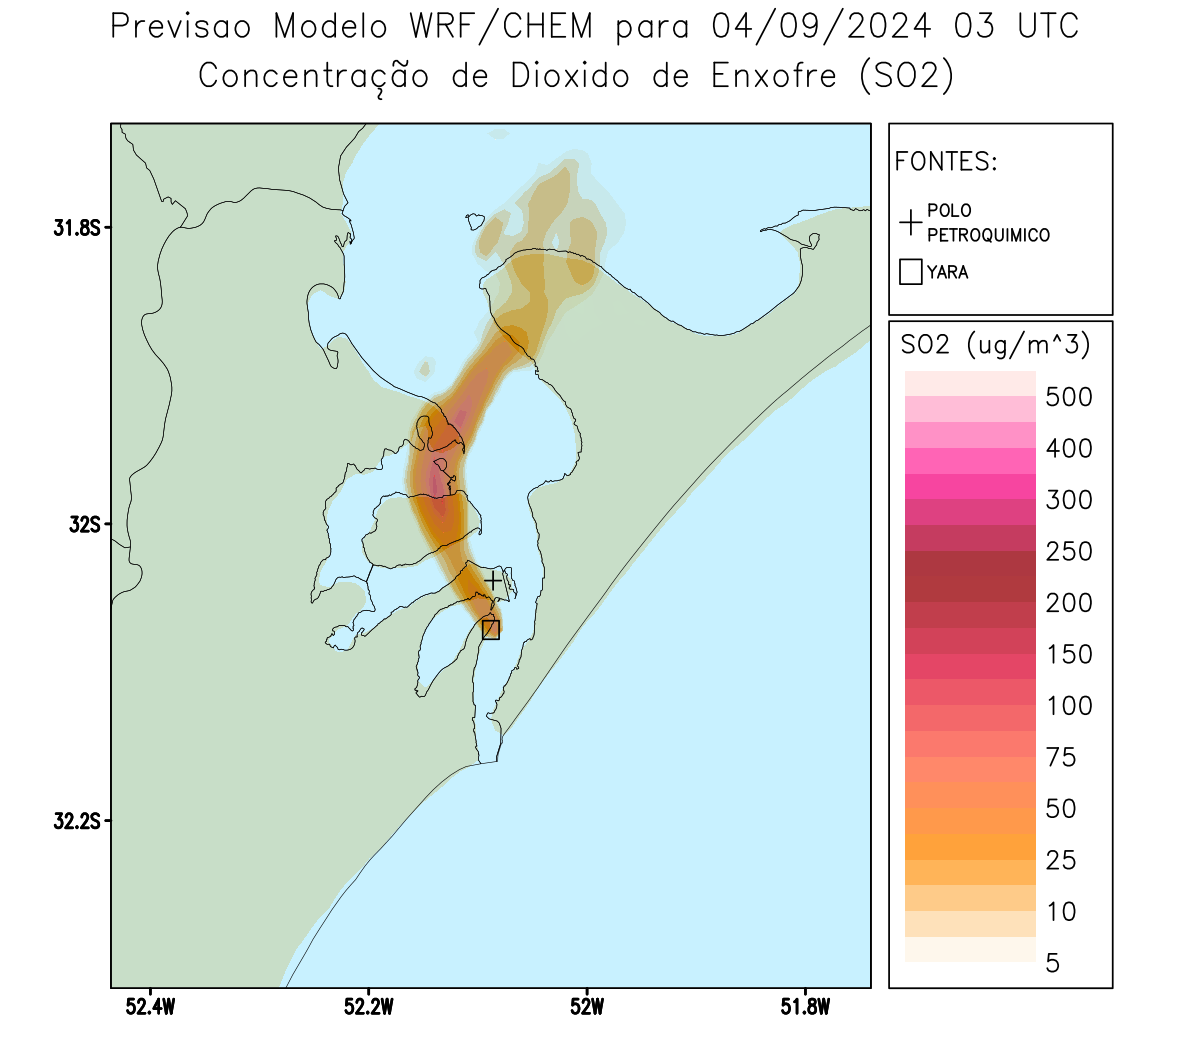 Previsao Modelo WRF/CHEM para 04/09/2024 03 UTC
Concentração de Dioxido de Enxofre (SO2)
FONTES:
POLO
PETROQUIMICO
YARA
SO2 (ug/m^3)
500
400
300
250
200
150
100
75
50
25
10
5
31.8S
32S
32.2S
52.4W
52.2W
52W
51.8W